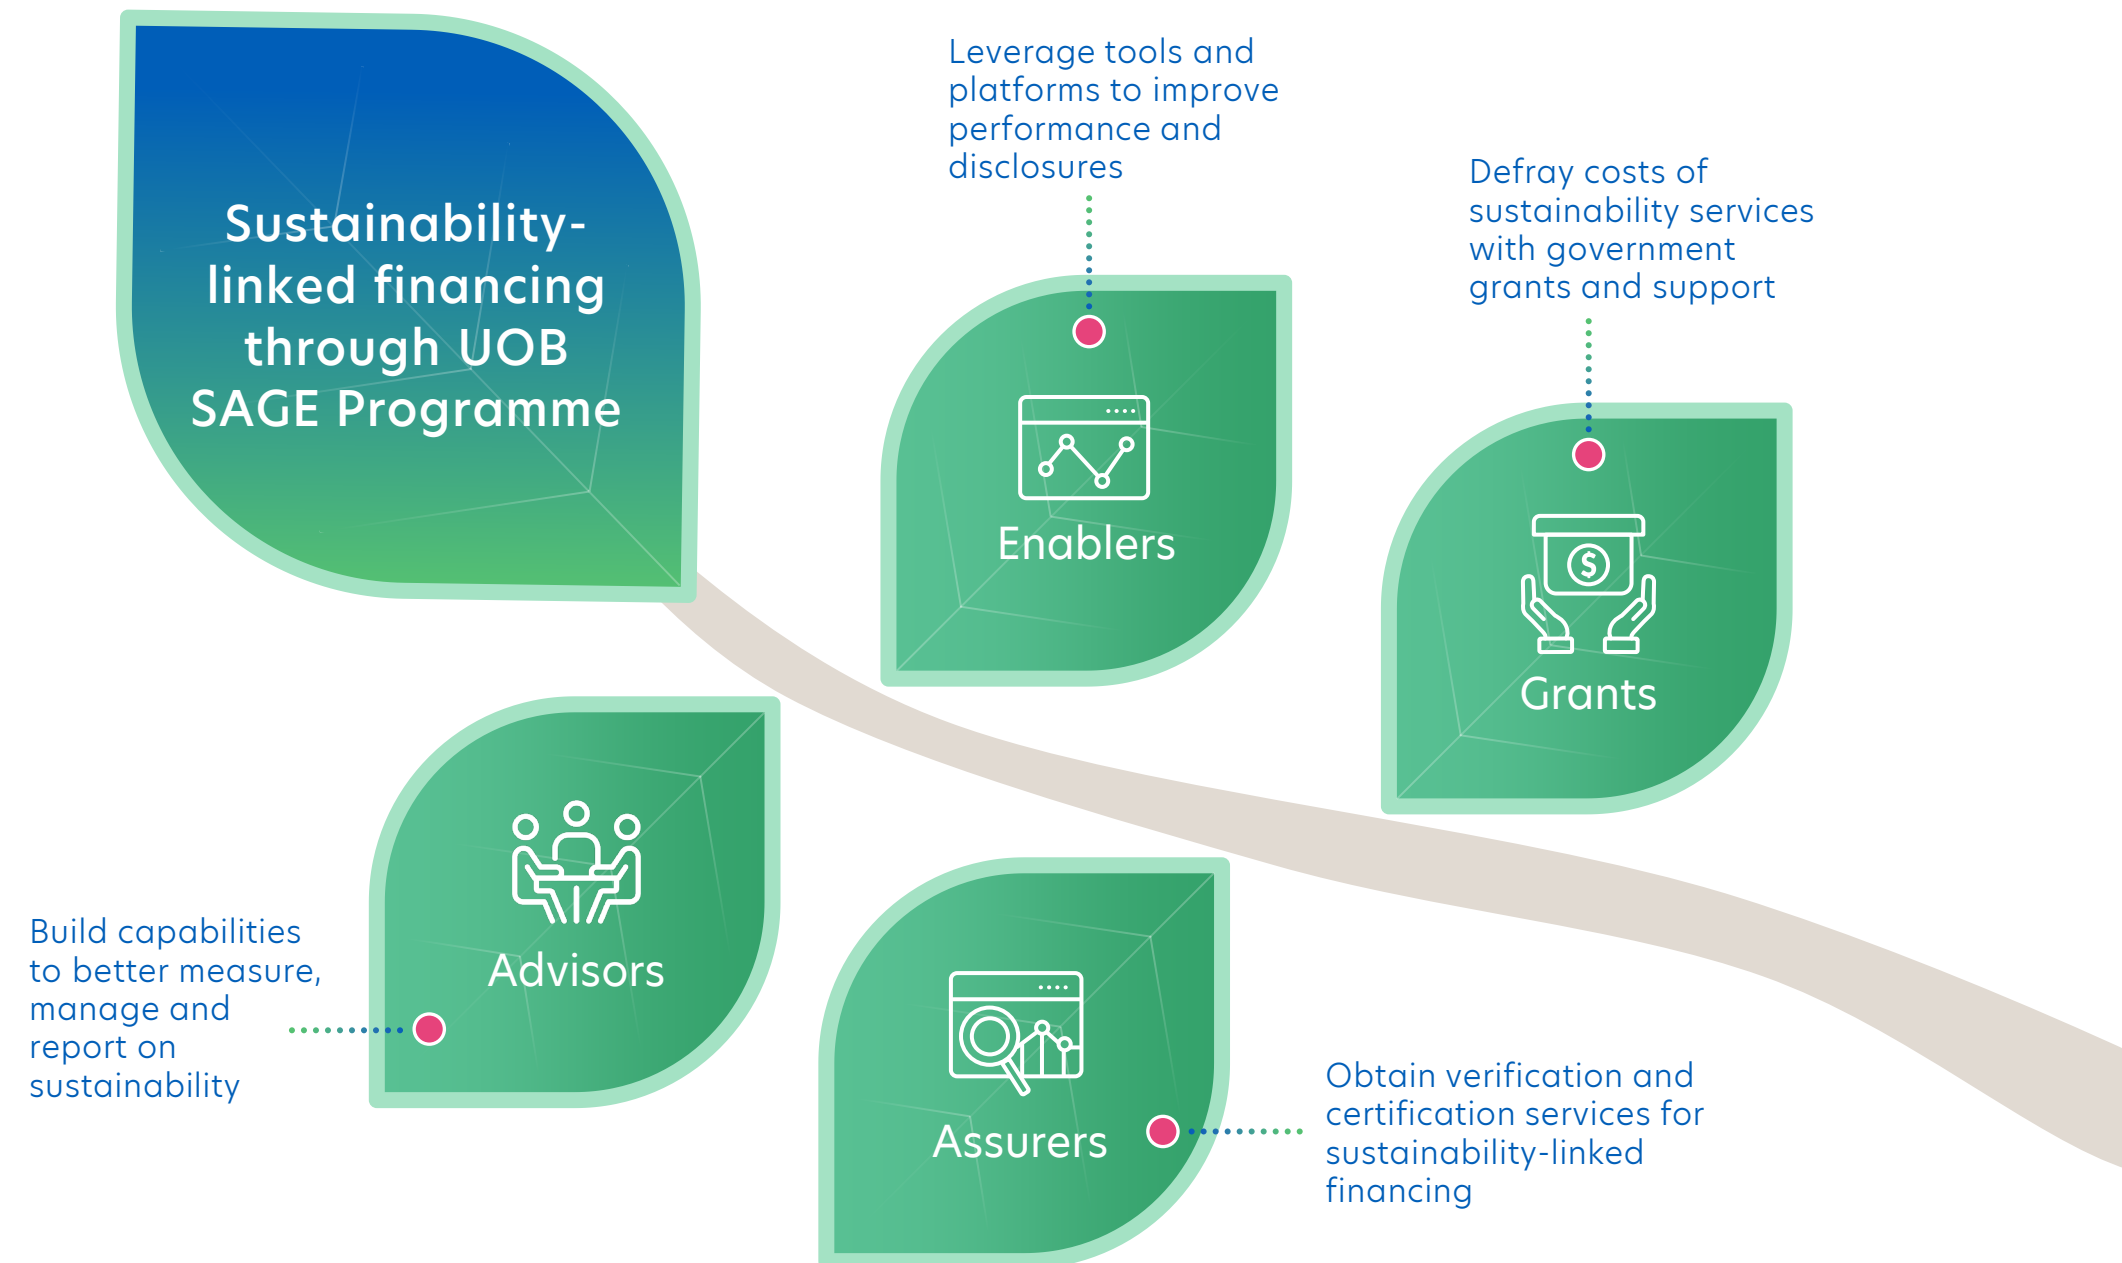 Sustainability-
linked financing
through UOB
SAGE Programme
Leverage tools and
platforms to improve
performance and
disclosures
Enablers
Defray costs of
sustainability services
with government
grants and support
$
Grants
Build capabilities
to better measure,
manage and
report on
sustainability
Advisors
Assurers
Obtain verification and
certification services for
sustainability-linked
financing